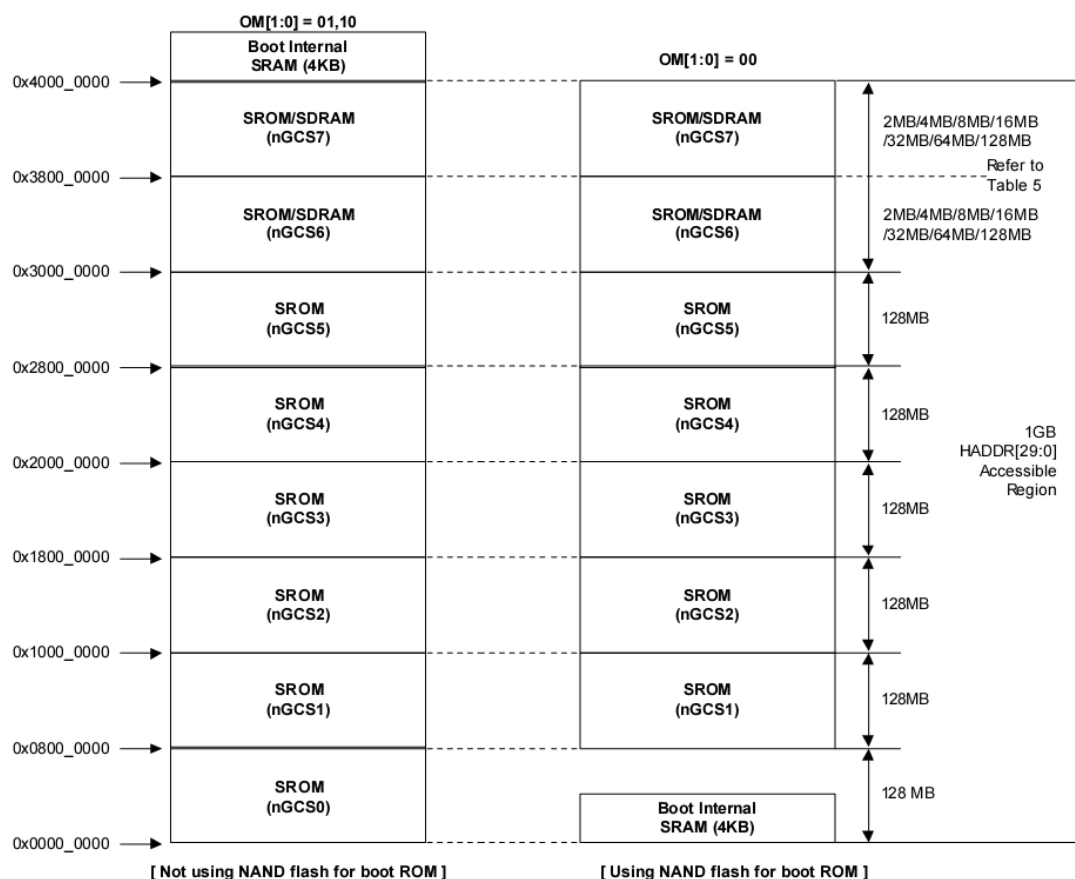 OM[1:0] = 01,10
Boot Internal
SRAM (4KB)
OM[1:0] = 00
0x4000_0000
SROM/SDRAM
(nGCS7)
SROM/SDRAM
(nGCS7)
2MB/4MB/8MB/16MB
/32MB/64MB/128MB
Refer to
Table 5
0x3800_0000
SROM/SDRAM
(nGCS6)
SROM/SDRAM
(nGCS6)
2MB/4MB/8MB/16MB
/32MB/64MB/128MB
0x3000_0000
SROM
(nGCS5)
SROM
(nGCS5)
128MB
0x2800_0000
SROM
(nGCS4)
SROM
(nGCS4)
128MB
1GB
HADDR[29:0]
Accessible
Region
0x2000_0000
SROM
(nGCS3)
SROM
(nGCS3)
128MB
0x1800_0000
SROM
(nGCS2)
SROM
(nGCS2)
128MB
0x1000_0000
SROM
(nGCS1)
SROM
(nGCS1)
128MB
0x0800_0000
SROM
(nGCS0)
Boot Internal
SRAM (4KB)
128 MB
0x0000_0000
[ Not using NAND flash for boot ROM ]
[ Using NAND flash for boot ROM ]